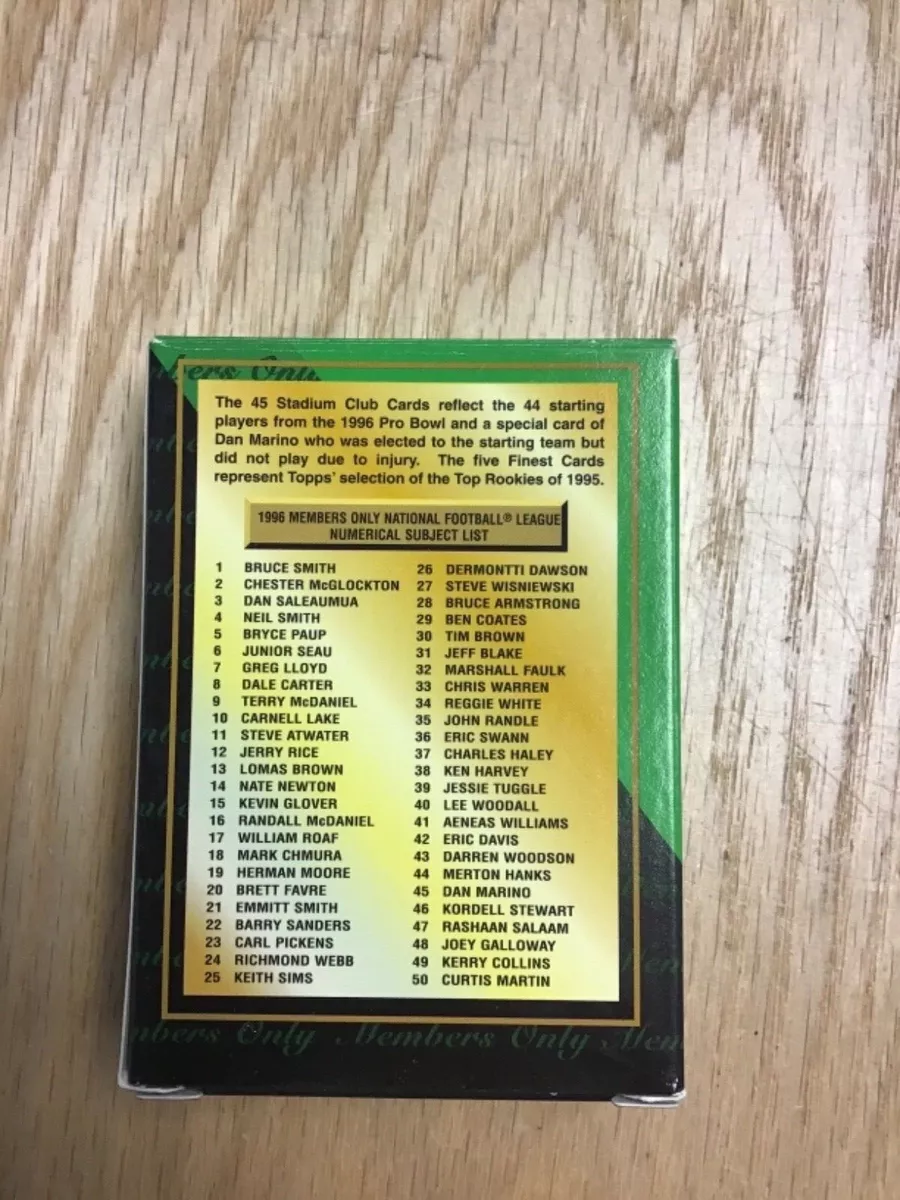 bers Only
The 45 Stadium Club Cards reflect the 44 starting
players from the 1996 Pro Bowl and a special card of
Dan Marino who was elected to the starting team but
did not play due to injury. The five Finest Cards
represent Topps' selection of the Top Rookies of 1995.
1996 MEMBERS ONLY NATIONAL FOOTBALL® LEAGUE
NUMERICAL SUBJECT LIST
1 BRUCE SMITH
2 CHESTER McGLOCKTON
3 DAN SALEAUMUA
4 NEIL SMITH
5 BRYCE PAUP
6 JUNIOR SEAU
7 GREG LLOYD
8 DALE CARTER
9 TERRY McDANIEL
10 CARNELL LAKE
11 STEVE ATWATER
12 JERRY RICE
13 LOMAS BROWN
14 NATE NEWTON
15 KEVIN GLOVER
16 RANDALL McDANIEL
17 WILLIAM ROAF
18 MARK CHMURA
19 HERMAN MOORE
20 BRETT FAVRE
21 EMMITT SMITH
22 BARRY SANDERS
23 CARL PICKENS
24 RICHMOND WEBB
25 KEITH SIMS
26 DERMONTTI DAWSON
27 STEVE WISNIEWSKI
28 BRUCE ARMSTRONG
29 BEN COATES
30 TIM BROWN
31 JEFF BLAKE
32 MARSHALL FAULK
33 CHRIS WARREN
34 REGGIE WHITE
35 JOHN RANDLE
36 ERIC SWANN
37 CHARLES HALEY
38 KEN HARVEY
39 JESSIE TUGGLE
40 LEE WOODALL
41 AENEAS WILLIAMS
42 ERIC DAVIS
43 DARREN WOODSON
44 MERTON HANKS
45 DAN MARINO
46 KORDELL STEWART
47 RASHAAN SALAAM
48 JOEY GALLOWAY
49 KERRY COLLINS
50 CURTIS MARTIN
mbers Only Members Only Mem